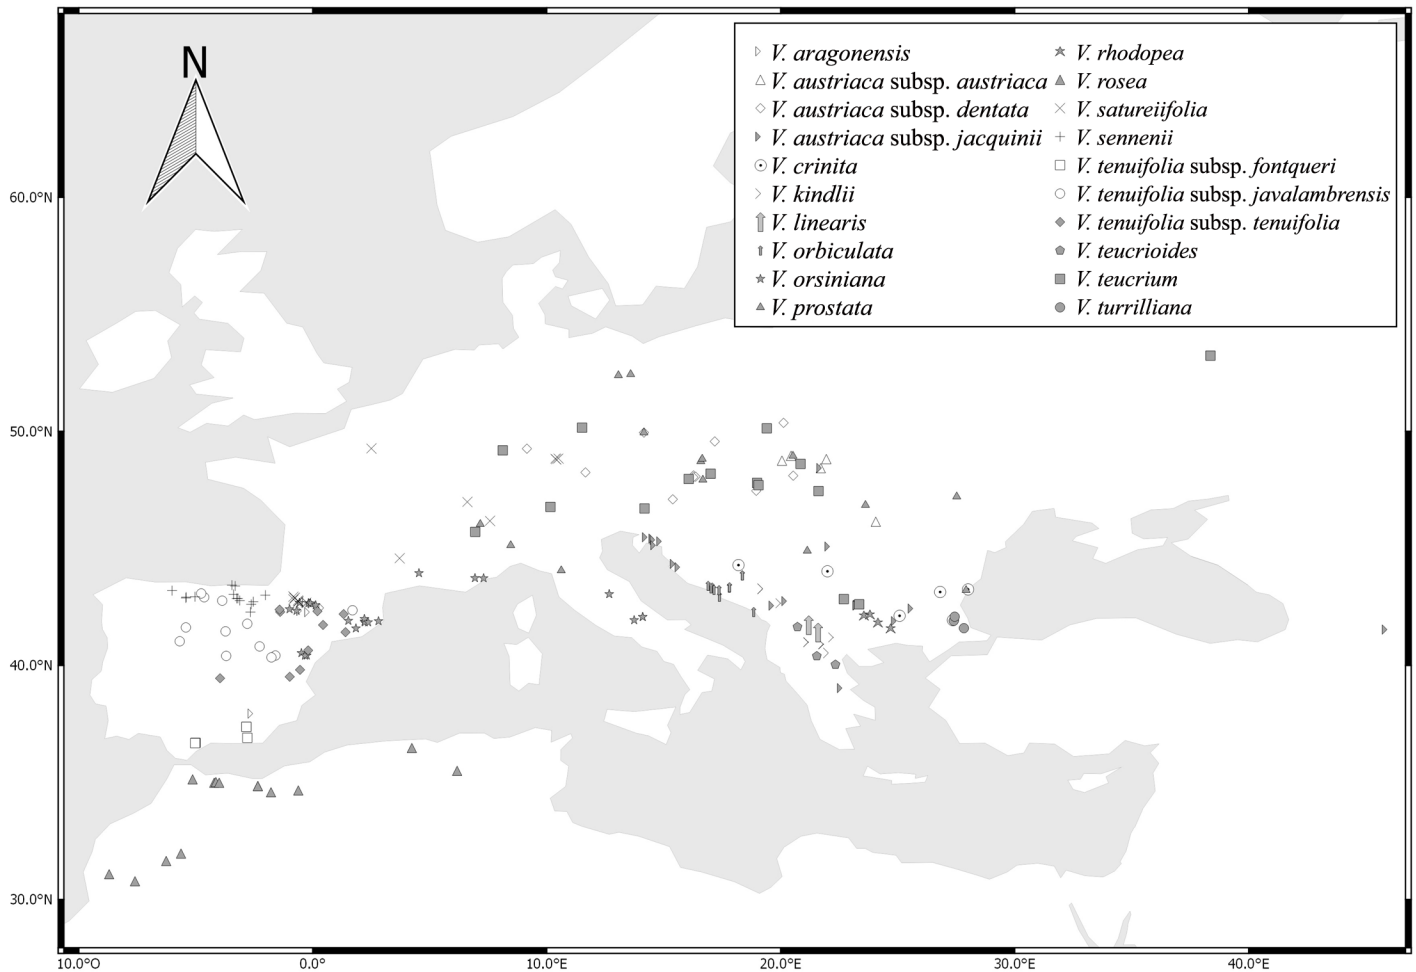 N
V. aragonensis
V. austriaca subsp. austriaca
V. austriaca subsp. dentata
V. austriaca subsp. jacquinii
V. crinita
V. kindlii
V. linearis
V. orbiculata
V. orsiniana
V. prostata
V. rhodopea
V. rosea
V. satureiifolia
V. sennenii
V. tenuifolia subsp. fontqueri
V. tenuifolia subsp. javalambrensis
V. tenuifolia subsp. tenuifolia
V. teucrioides
V. teucrium
V. turrilliana
60.0°N
50.0°N
40.0°N
30.0°N
10.0°O 0.0° 10.0°E 20.0°E 30.0°E 40.0°E